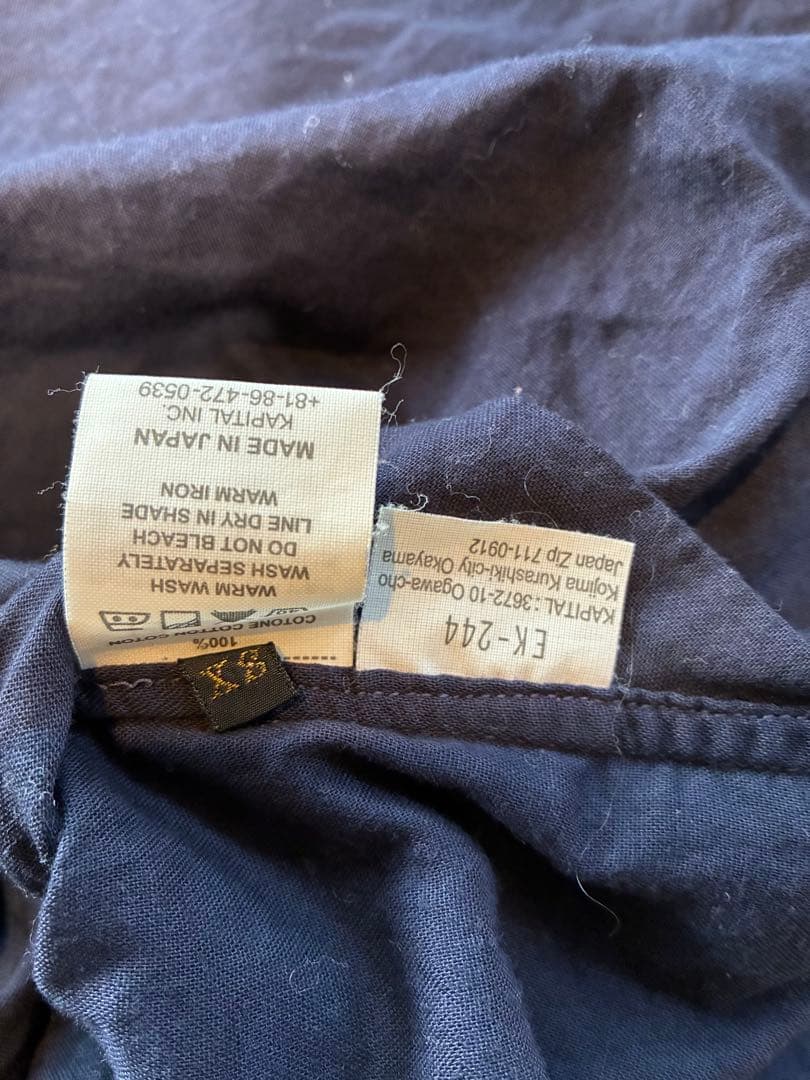 EK-244
KAPITAL : 3672-10 Ogawa-cho
Kojima Kurashiki-city Okayama
Japan Zip 711-0912
XS
100%
COTONE COTTON COTON
WARM WASH
WASH SEPARATELY
DO NOT BLEACH
LINE DRY IN SHADE
WARM IRON
MADE IN JAPAN
KAPITAL INC.
+81-86-472-0539